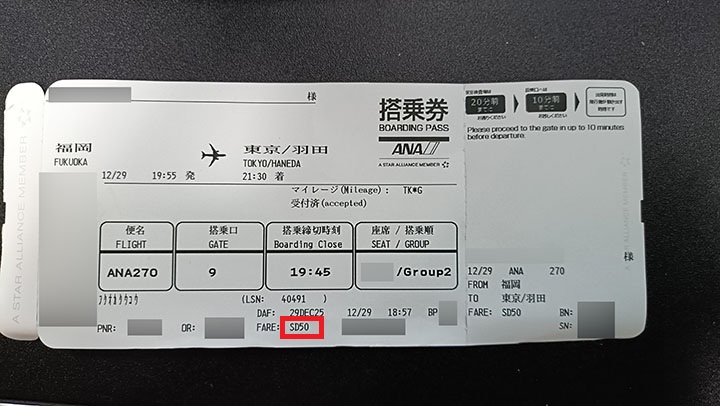 様
搭乗券
BOARDING PASS
ANA
A STAR ALLIANCE MEMBER
福岡
FUKUOKA
東京/羽田
TOKYO/HANEDA
12/29 19:55 発 21:30 着
マイレージ(Mileage): TK*G
受付済(accepted)
便名
FLIGHT
搭乗口
GATE
搭乗締切時刻
Boarding Close
座席 / 搭乗順
SEAT / GROUP
ANA270
9
19:45
/Group2
(LSN: 40491 )
DAF: 29DEC25 12/29 18:57 BP
PNR: OR: FARE: SD50
A STAR ALLIANCE MEMBER
20分前
までに
10分前
までに
Please proceed to the gate in up to 10 minutes
before departure.
様
12/29 ANA 270
FROM 福岡
TO 東京/羽田
FARE: SD50 BN:
SN: